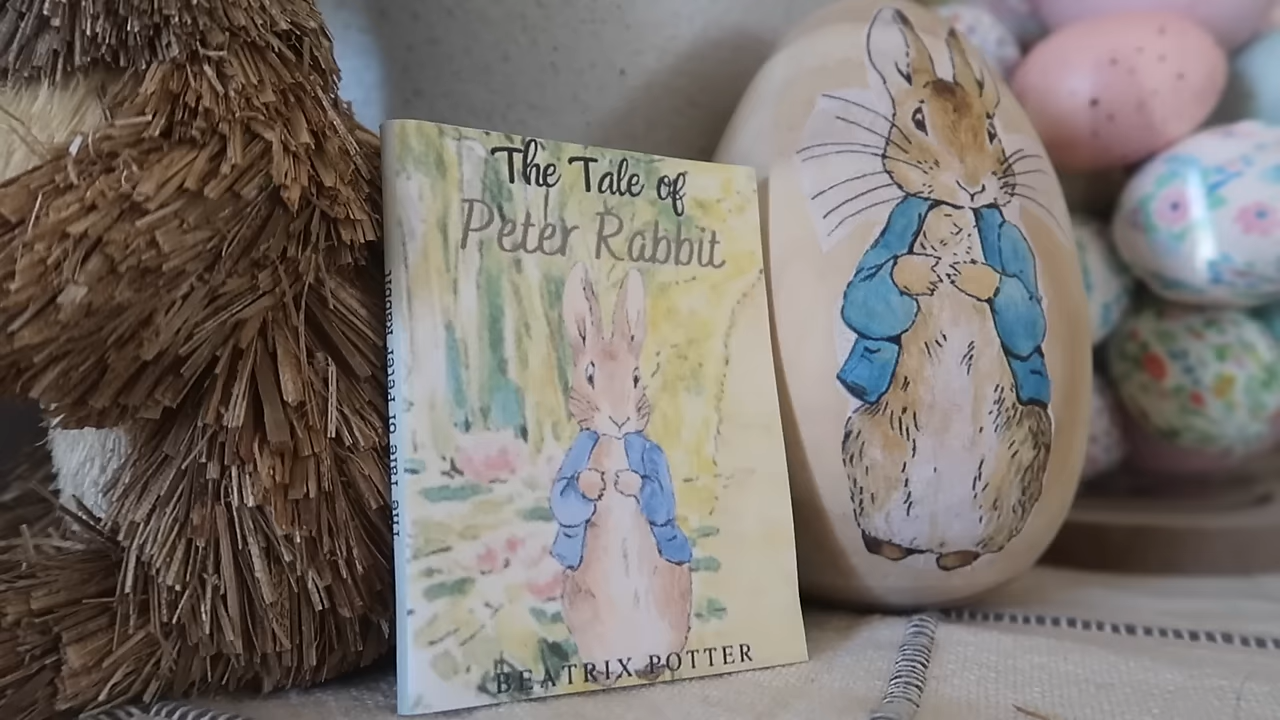 The Tale of
Peter Rabbit
BEATRIX POTTER
The Tale of Peter Rabbit